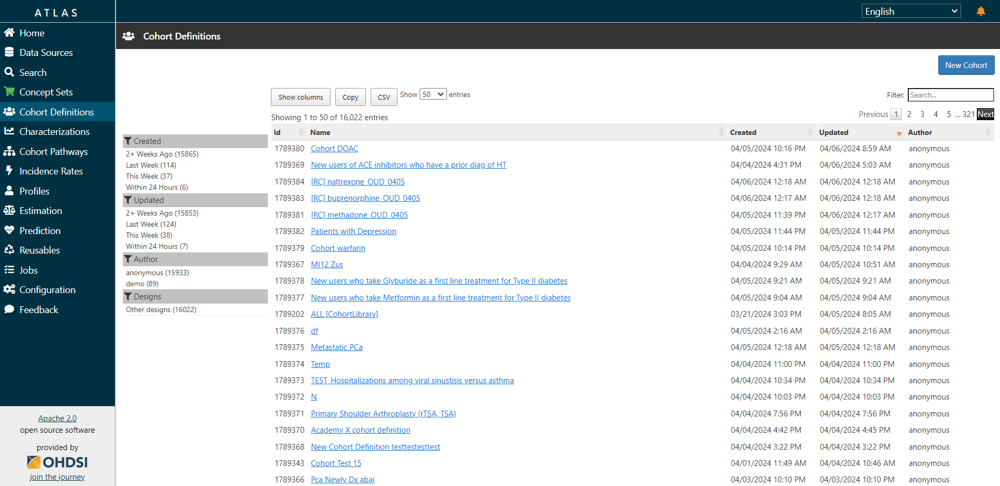 ATLAS
English
Home
Data Sources
Search
Concept Sets
Cohort Definitions
Characterizations
Cohort Pathways
Incidence Rates
Profiles
Estimation
Prediction
Reusables
Jobs
Configuration
Feedback
Apache 2.0
open source software
provided by
OHDSI
join the journey
Cohort Definitions
New Cohort
Show columns Copy CSV Show 50 entries
Filter: Search...
Showing 1 to 50 of 16,022 entries
Previous 1 2 3 4 5 ... 321 Next
Created
2+ Weeks Ago (15865)
Last Week (114)
This Week (37)
Within 24 Hours (6)
Updated
2+ Weeks Ago (15853)
Last Week (124)
This Week (38)
Within 24 Hours (7)
Author
anonymous (15933)
demo (89)
Designs
Other designs (16022)
Id Name Created Updated Author
1789380 Cohort DOAC 04/05/2024 10:16 PM 04/06/2024 8:59 AM anonymous
1789369 New users of ACE inhibitors who have a prior diag of HT 04/04/2024 4:31 PM 04/06/2024 5:03 AM anonymous
1789384 [RC] naltrexone_OUD_0405 04/06/2024 12:18 AM 04/06/2024 12:18 AM anonymous
1789383 [RC] buprenorphine_OUD_0405 04/06/2024 12:17 AM 04/06/2024 12:18 AM anonymous
1789381 [RC] methadone_OUD_0405 04/05/2024 11:39 PM 04/06/2024 12:17 AM anonymous
1789382 Patients with Depression 04/05/2024 11:44 PM 04/05/2024 11:44 PM anonymous
1789379 Cohort warfarin 04/05/2024 10:14 PM 04/05/2024 10:14 PM anonymous
1789367 MI12 Zus 04/04/2024 9:29 AM 04/05/2024 10:51 AM anonymous
1789378 New users who take Glyburide as a first line treatment for Type II diabetes 04/05/2024 9:21 AM 04/05/2024 9:21 AM anonymous
1789377 New users who take Metformin as a first line treatment for Type II diabetes 04/05/2024 9:04 AM 04/05/2024 9:04 AM anonymous
1789202 ALL [CohortLibrary] 03/21/2024 3:03 PM 04/05/2024 8:05 AM anonymous
1789376 df 04/05/2024 2:16 AM 04/05/2024 2:16 AM anonymous
1789375 Metastatic PCa 04/05/2024 12:18 AM 04/05/2024 12:18 AM anonymous
1789374 Temp 04/04/2024 11:00 PM 04/04/2024 11:00 PM anonymous
1789373 TEST_Hospitalizations among viral sinustisis versus asthma 04/04/2024 10:34 PM 04/04/2024 10:34 PM anonymous
1789372 N 04/04/2024 10:03 PM 04/04/2024 10:03 PM anonymous
1789371 Primary Shoulder Arthroplasty (rTSA, TSA) 04/04/2024 7:56 PM 04/04/2024 7:56 PM anonymous
1789370 Academy X cohort definition 04/04/2024 4:42 PM 04/04/2024 4:45 PM anonymous
1789368 New Cohort Definition testtestesttest 04/04/2024 3:22 PM 04/04/2024 3:22 PM anonymous
1789343 Cohort Test 15 04/01/2024 11:49 AM 04/04/2024 10:46 AM anonymous
1789366 Pca Newly Dx abaj 04/03/2024 10:10 PM 04/03/2024 10:10 PM anonymous